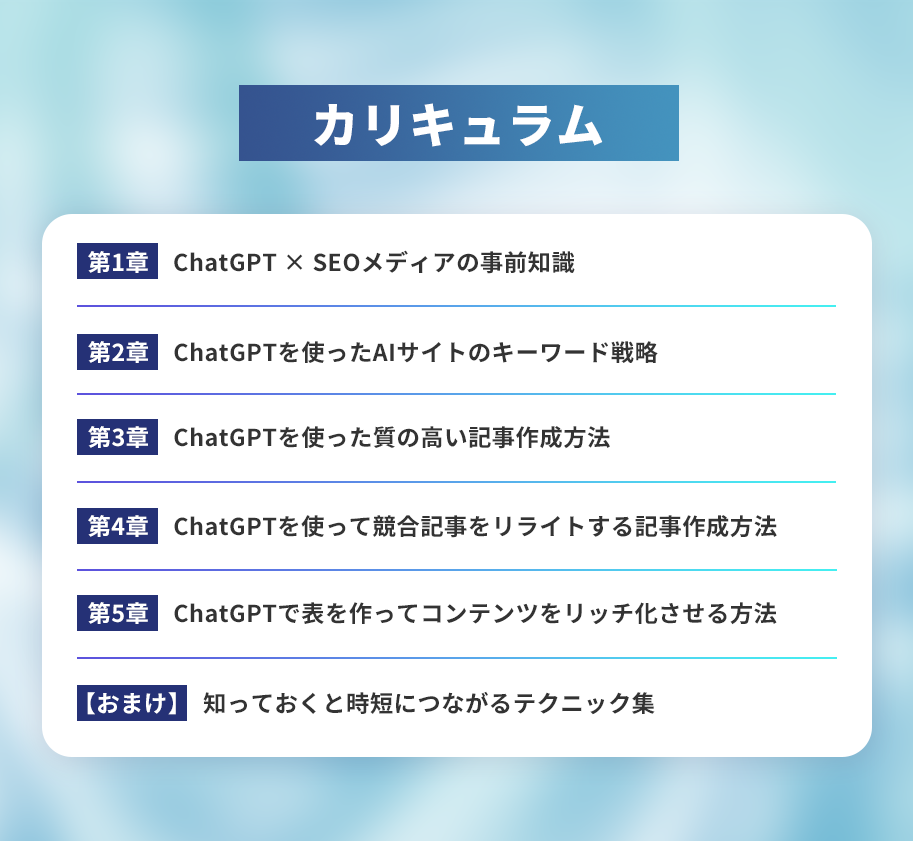 カリキュラム
第1章 ChatGPT × SEOメディアの事前知識
第2章 ChatGPTを使ったAIサイトのキーワード戦略
第3章 ChatGPTを使った質の高い記事作成方法
第4章 ChatGPTを使って競合記事をリライトする記事作成方法
第5章 ChatGPTで表を作ってコンテンツをリッチ化させる方法
【おまけ】 知っておくと時短につながるテクニック集